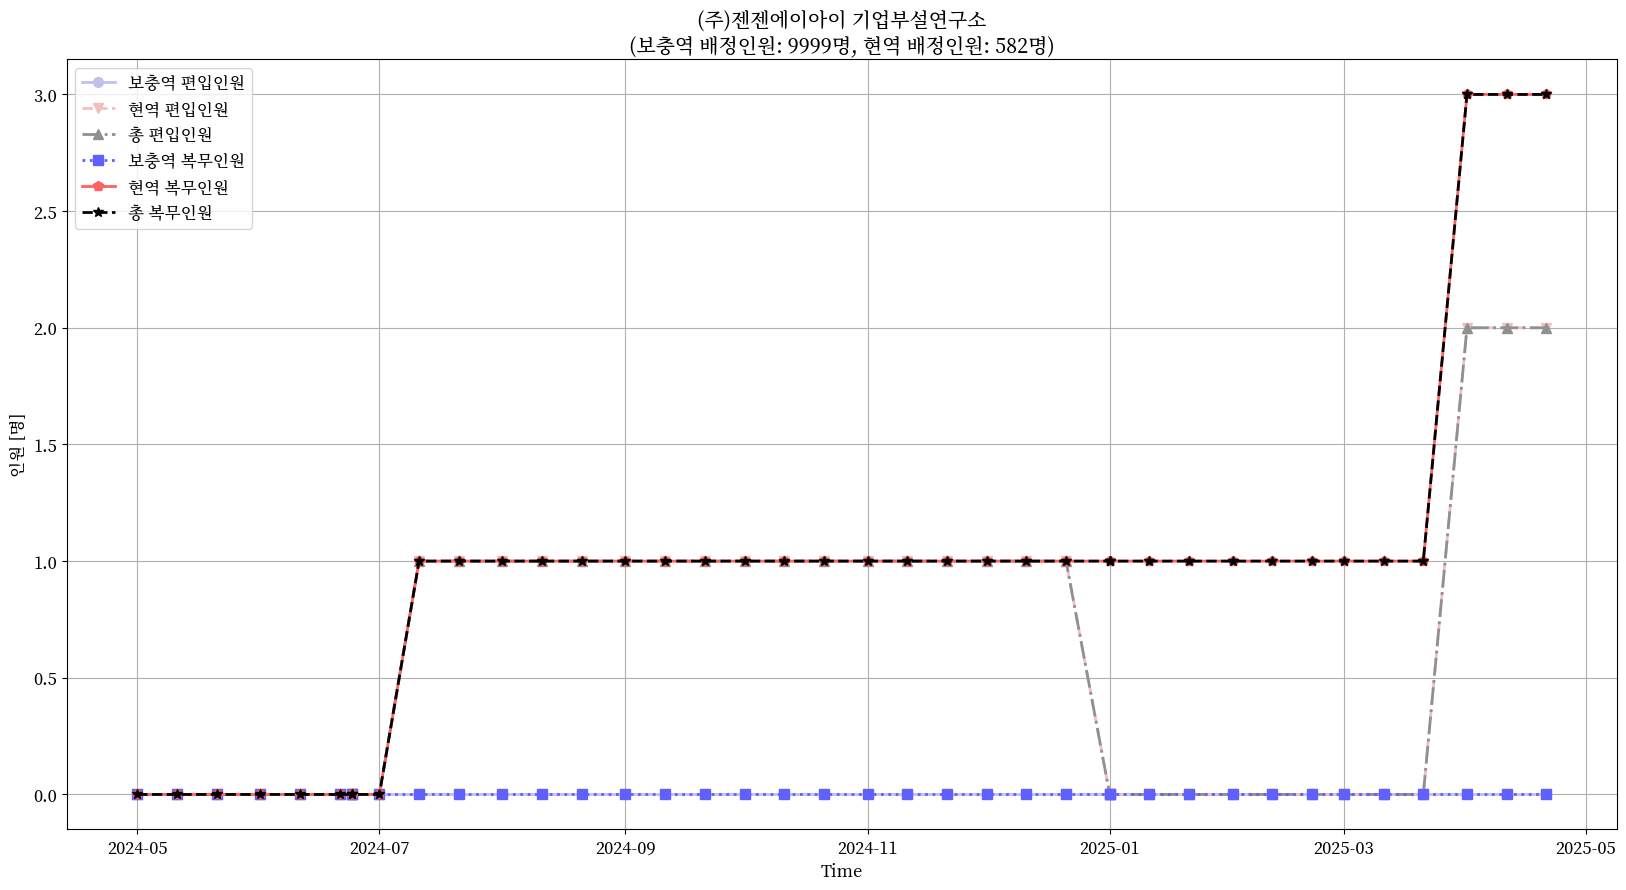 (주)젠젠에이아이 기업부설연구소
(보충역 배정인원: 9999명, 현역 배정인원: 582명)
보충역 편입인원
현역 편입인원
총 편입인원
보충역 복무인원
현역 복무인원
총 복무인원
인원 [명]
3.0
2.5
2.0
1.5
1.0
0.5
0.0
2024-05
2024-07
2024-09
2024-11
2025-01
2025-03
2025-05
Time